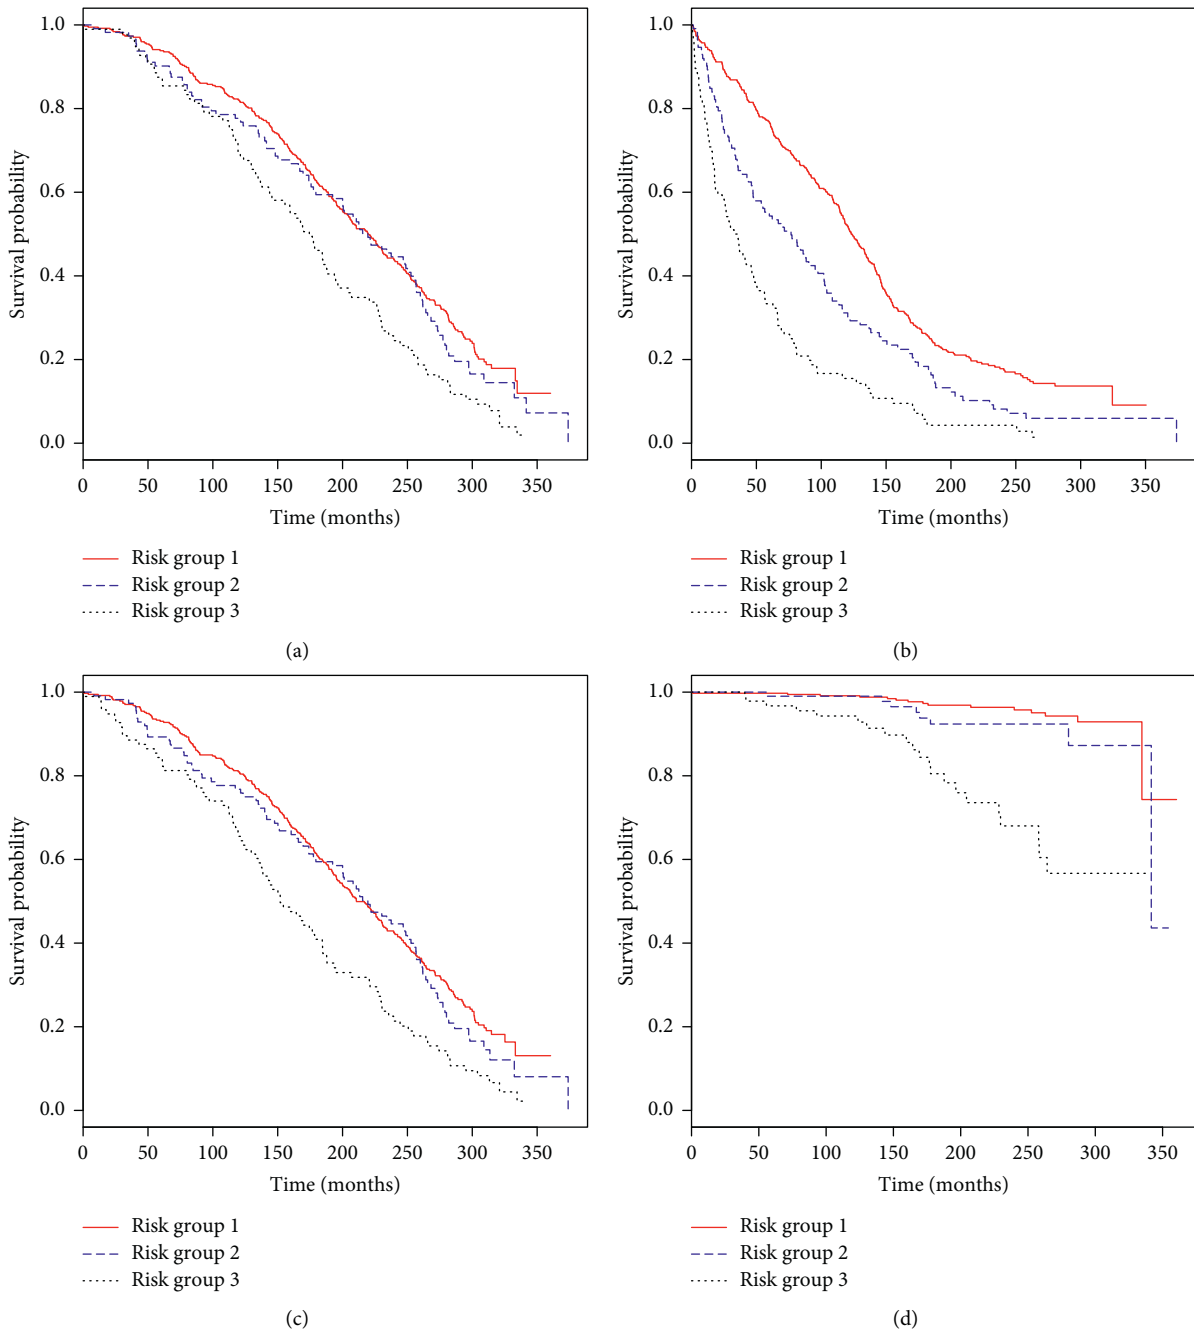 1.0
0.8
0.6
0.4
0.2
0.0
Survival probability
0 50 100 150 200 250 300 350
Time (months)
Risk group 1
Risk group 2
Risk group 3
(a)
1.0
0.8
0.6
0.4
0.2
0.0
Survival probability
0 50 100 150 200 250 300 350
Time (months)
Risk group 1
Risk group 2
Risk group 3
(b)
1.0
0.8
0.6
0.4
0.2
0.0
Survival probability
0 50 100 150 200 250 300 350
Time (months)
Risk group 1
Risk group 2
Risk group 3
(c)
1.0
0.8
0.6
0.4
0.2
0.0
Survival probability
0 50 100 150 200 250 300 350
Time (months)
Risk group 1
Risk group 2
Risk group 3
(d)